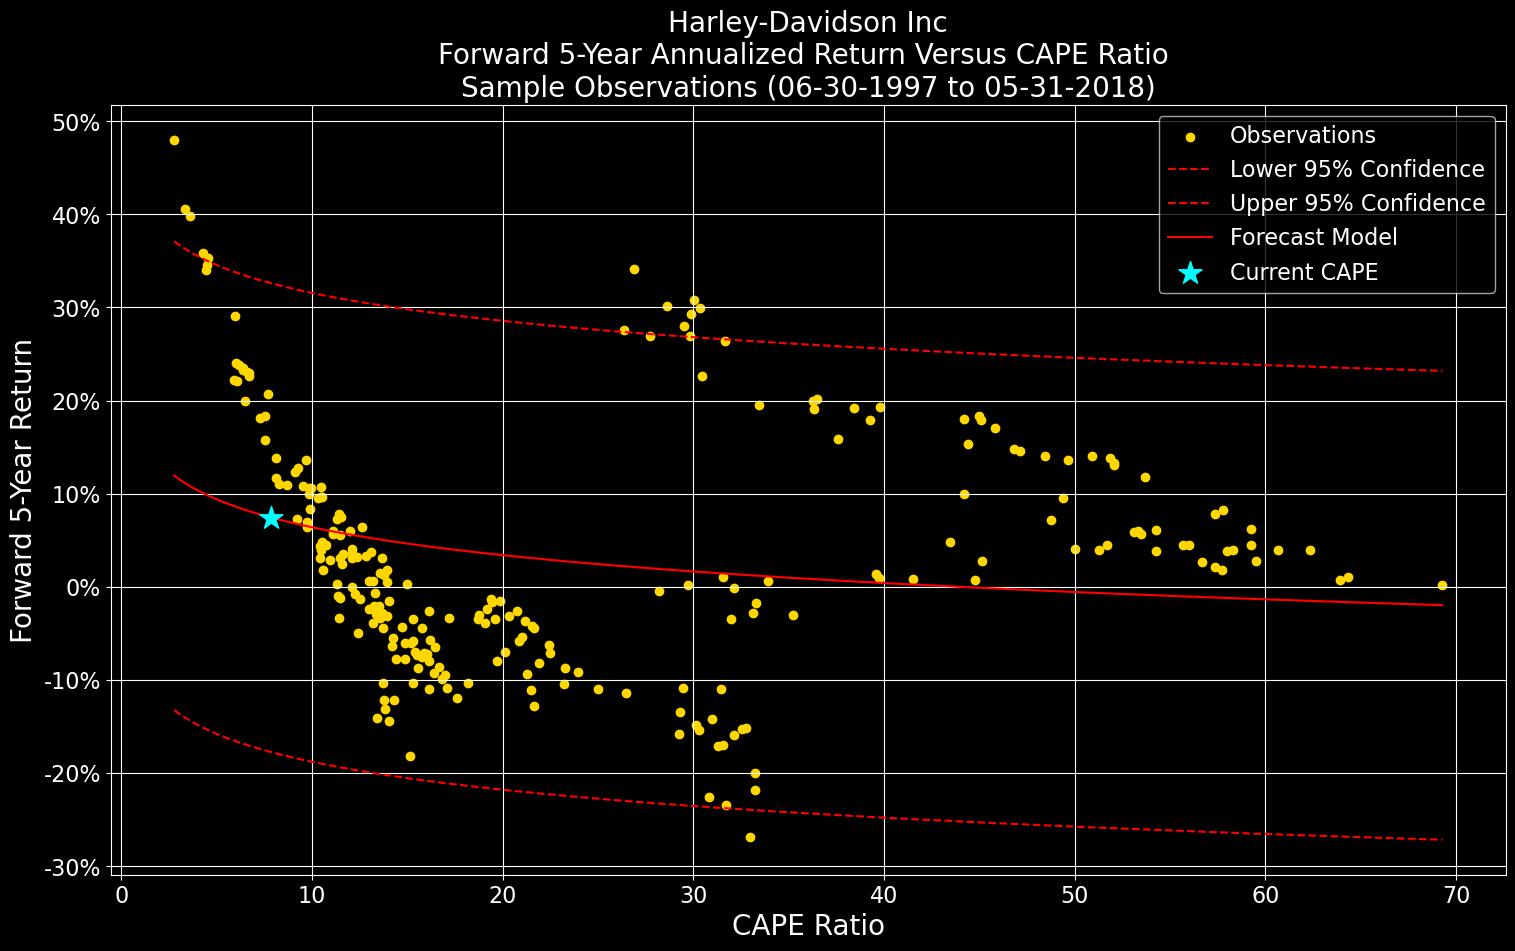 Harley-Davidson Inc
Forward 5-Year Annualized Return Versus CAPE Ratio
Sample Observations (06-30-1997 to 05-31-2018)
Observations
Lower 95% Confidence
Upper 95% Confidence
Forecast Model
Current CAPE
Forward 5-Year Return
50%
40%
30%
20%
10%
0%
-10%
-20%
-30%
0 10 20 30 40 50 60 70
CAPE Ratio